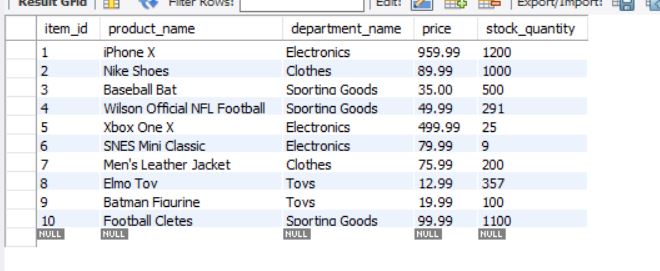 Result Grid Filter Rows: Edit: Export/Import:
item_id product_name department_name price stock_quantity
1 iPhone X Electronics 959.99 1200
2 Nike Shoes Clothes 89.99 1000
3 Baseball Bat Sporting Goods 35.00 500
4 Wilson Official NFL Football Sporting Goods 49.99 291
5 Xbox One X Electronics 499.99 25
6 SNES Mini Classic Electronics 79.99 9
7 Men's Leather Jacket Clothes 75.99 200
8 Elmo Toy Toys 12.99 357
9 Batman Figurine Toys 19.99 100
10 Football Cletes Sporting Goods 99.99 1100
NULL NULL NULL NULL NULL